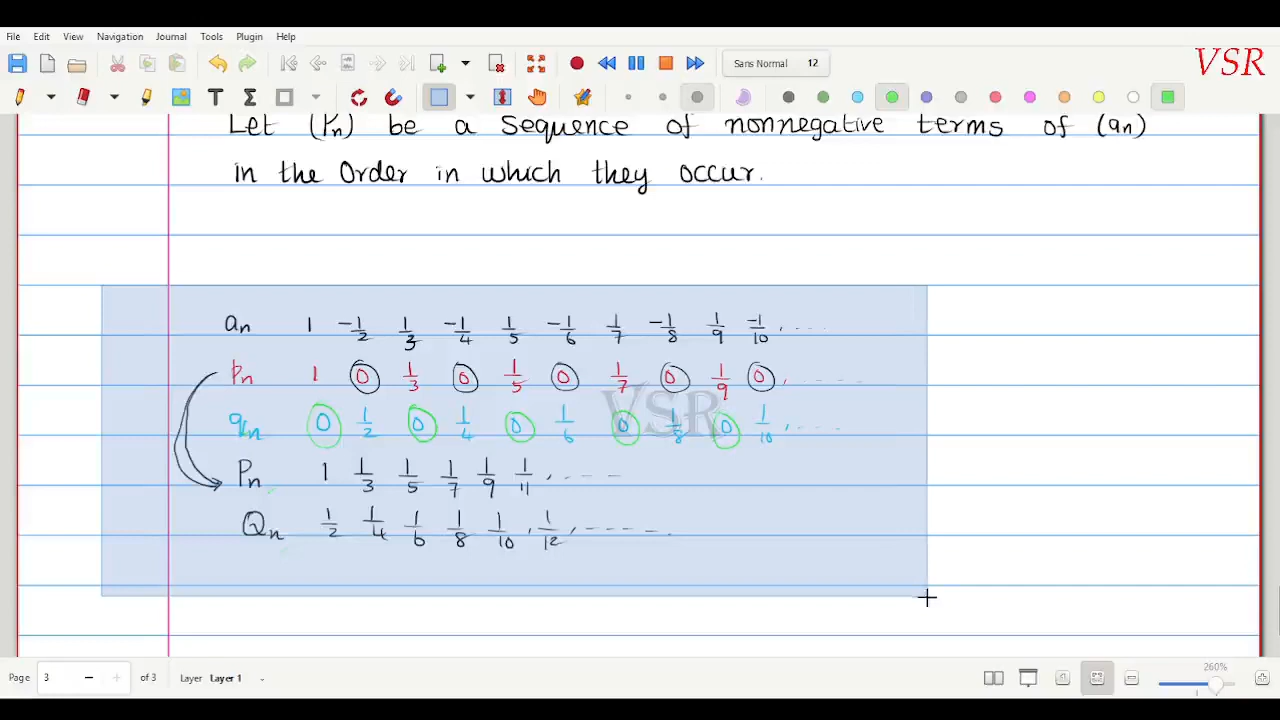 File Edit View Navigation Journal Tools Plugin Help
VSR
Sans Normal 12
Let (Pn) be a Sequence of nonnegative terms of (an)
in the Order in which they occur.
an 1 -1/2 1/3 -1/4 1/5 -1/6 1/7 -1/8 1/9 -1/10, ......
Pn 1 0 1/3 0 1/5 0 1/7 0 1/9 0, ......
qn 0 1/2 0 1/4 0 1/6 0 1/8 0 1/10, ......
VSR
Pn 1 1/3 1/5 1/7 1/9 1/11, ......
Qn 1/2 1/4 1/6 1/8 1/10, 1/12, ......
Page 3 of 3 Layer Layer 1 260%